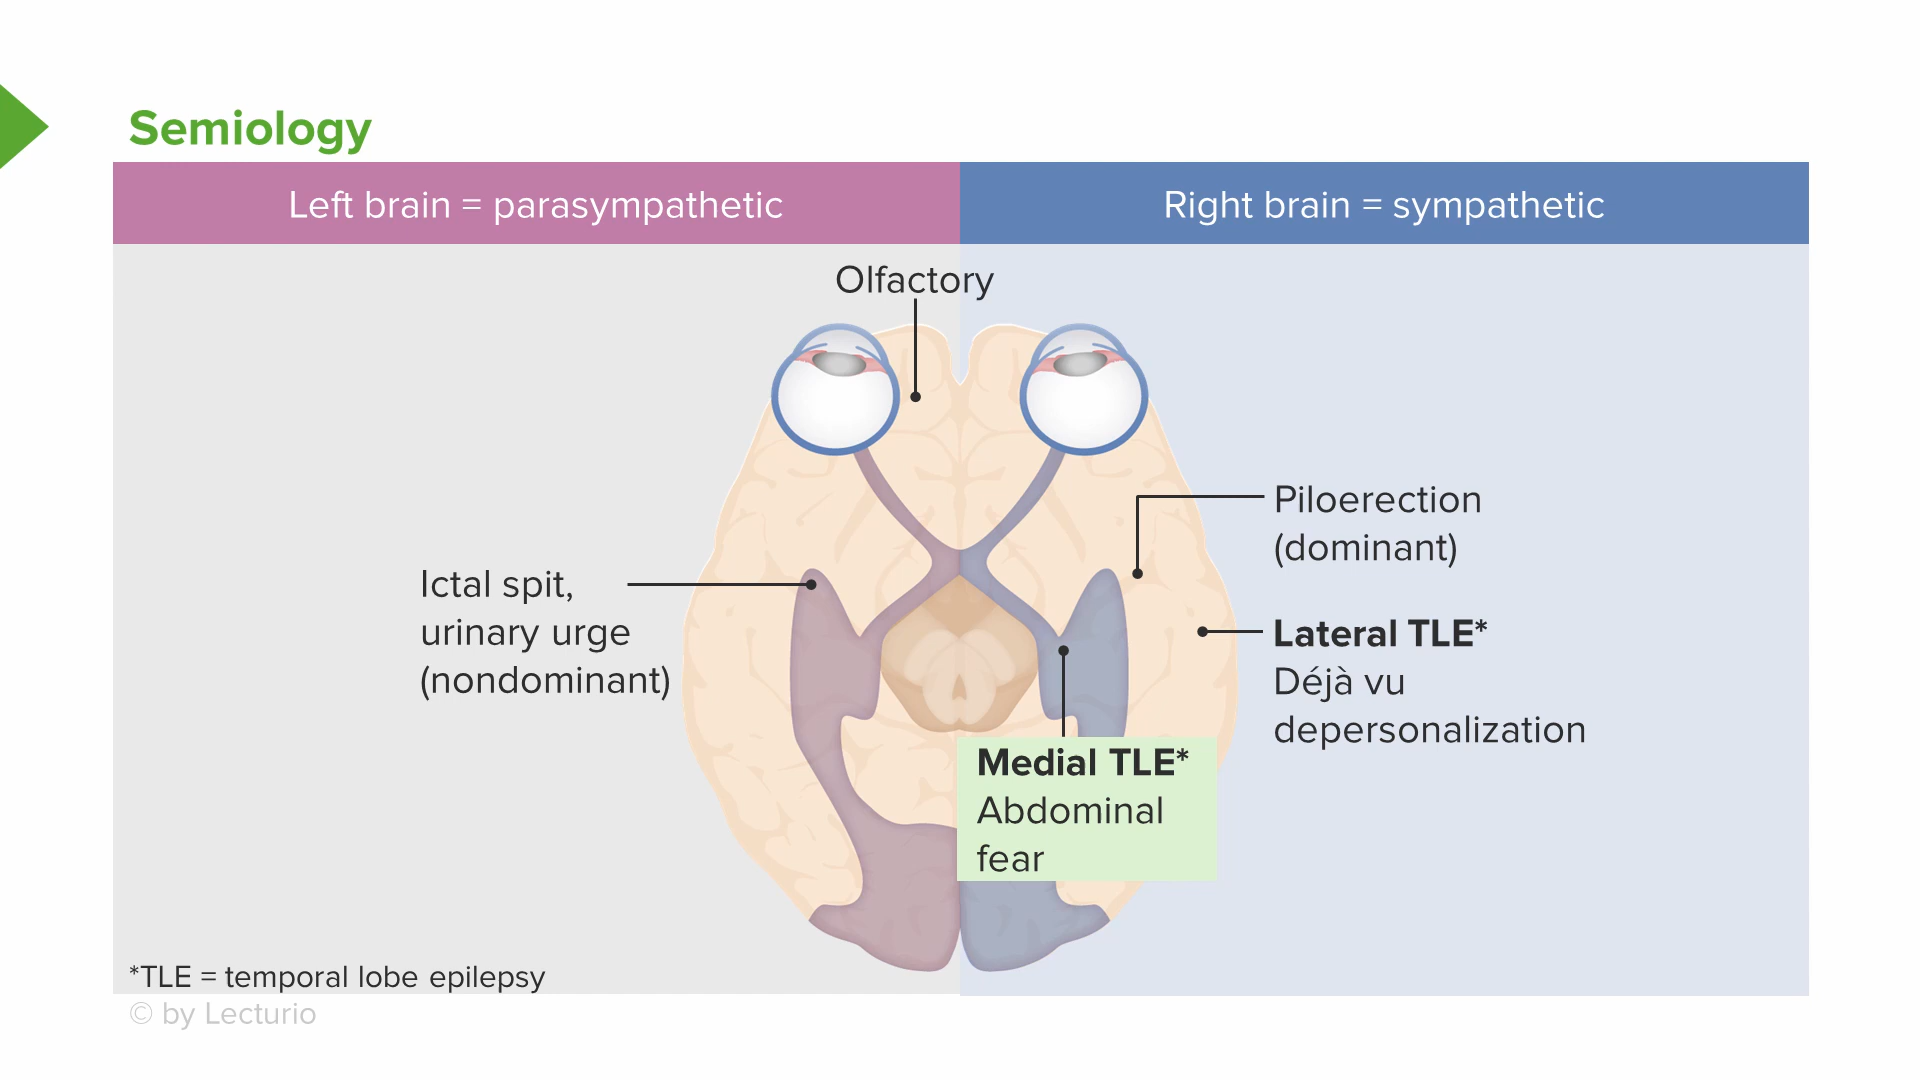 Semiology
Left brain = parasympathetic
Right brain = sympathetic
Olfactory
Ictal spit,
urinary urge
(nondominant)
Piloerection
(dominant)
Lateral TLE*
Déjà vu
depersonalization
Medial TLE*
Abdominal
fear
*TLE = temporal lobe epilepsy
© by Lecturio